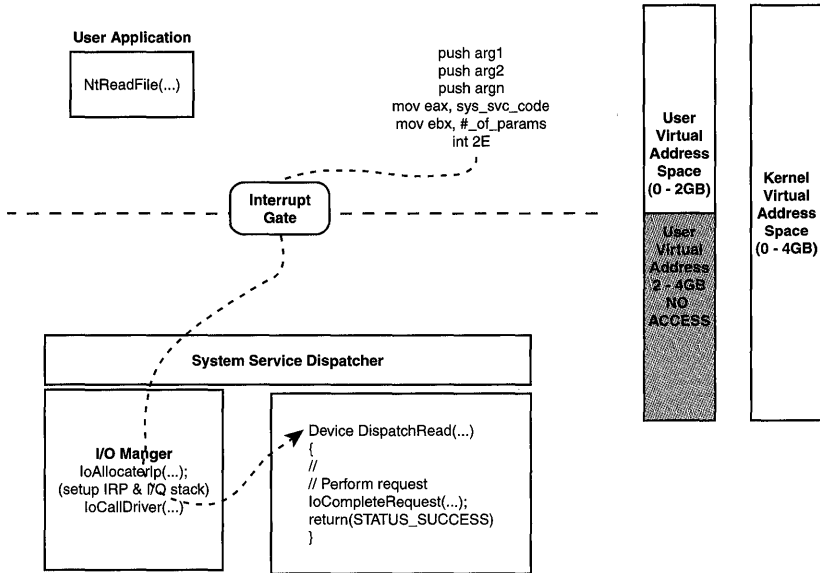 User Application
NtReadFile(...)
push arg1
push arg2
push argn
mov eax, sys_svc_code
mov ebx, #_of_params
int 2E
Interrupt
Gate
User
Virtual
Address
Space
(0 - 2GB)
User
Virtual
Address
2 - 4GB
NO
ACCESS
Kernel
Virtual
Address
Space
(0 - 4GB)
System Service Dispatcher
I/O Manger
IoAllocateIrp(...);
(setup IRP & I/O stack)
IoCallDriver(...)
Device DispatchRead(...)
{
//
// Perform request
IoCompleteRequest(...);
return(STATUS_SUCCESS)
}